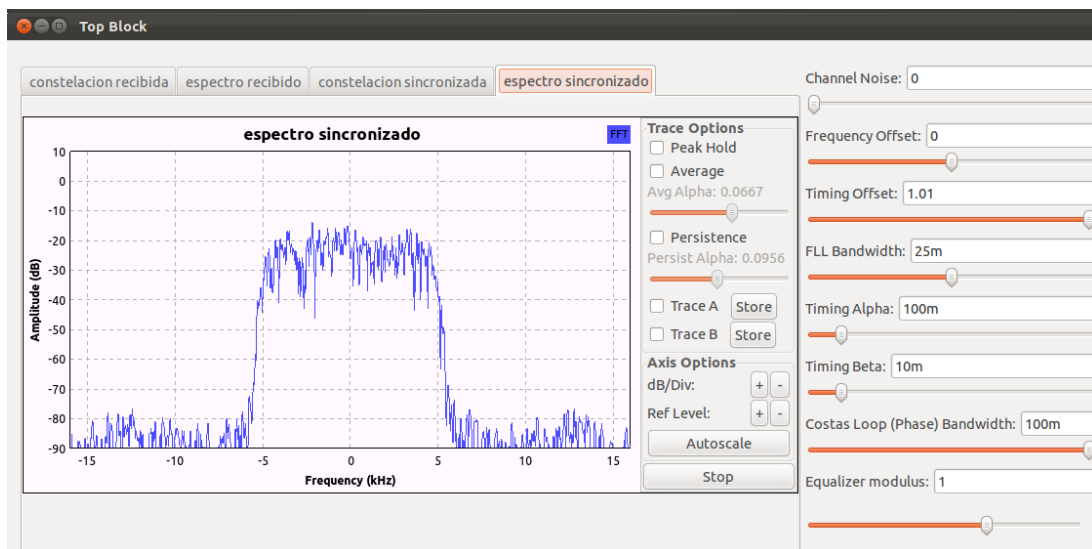 Top Block
constelacion recibida espectro recibido constelacion sincronizada espectro sincronizado
espectro sincronizado
FFT
10
0
-10
-20
-30
-40
-50
-60
-70
-80
-90
Amplitude (dB)
-15 -10 -5 0 5 10 15
Frequency (kHz)
Trace Options
Peak Hold
Average
Avg Alpha: 0.0667
Persistence
Persist Alpha: 0.0956
Trace A Store
Trace B Store
Axis Options
dB/Div: + -
Ref Level: + -
Autoscale
Stop
Channel Noise: 0
Frequency Offset: 0
Timing Offset: 1.01
FLL Bandwidth: 25m
Timing Alpha: 100m
Timing Beta: 10m
Costas Loop (Phase) Bandwidth: 100m
Equalizer modulus: 1